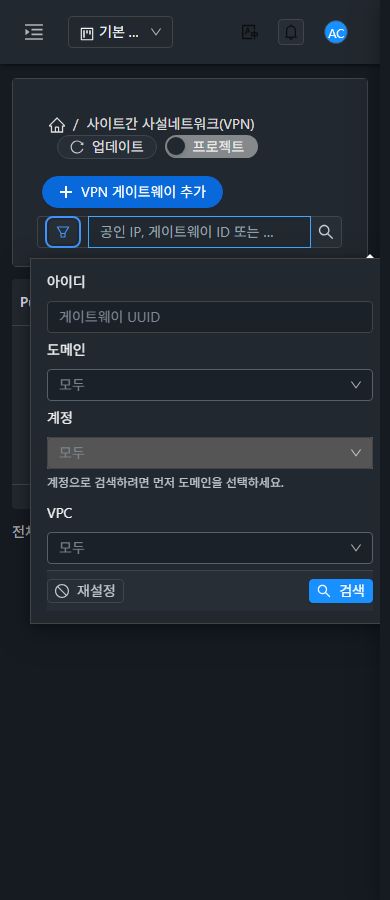 기본 ...
AC
/ 사이트간 사설네트워크(VPN)
업데이트 프로젝트
VPN 게이트웨이 추가
공인 IP, 게이트웨이 ID 또는 ...
아이디
게이트웨이 UUID
도메인
모두
계정
모두
계정으로 검색하려면 먼저 도메인을 선택하세요.
VPC
모두
재설정 검색